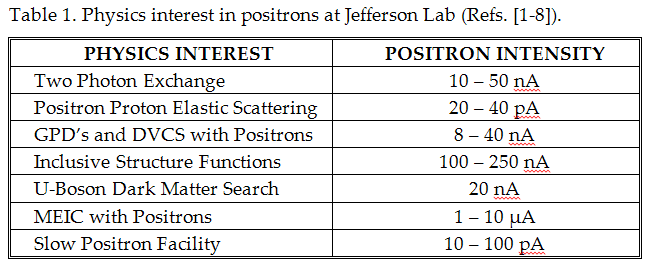 Table 1. Physics interest in positrons at Jefferson Lab (Refs. [1-8]).
PHYSICS INTEREST POSITRON INTENSITY
Two Photon Exchange 10 – 50 nA
Positron Proton Elastic Scattering 20 – 40 pA
GPD's and DVCS with Positrons 8 – 40 nA
Inclusive Structure Functions 100 – 250 nA
U-Boson Dark Matter Search 20 nA
MEIC with Positrons 1 – 10 μA
Slow Positron Facility 10 – 100 pA